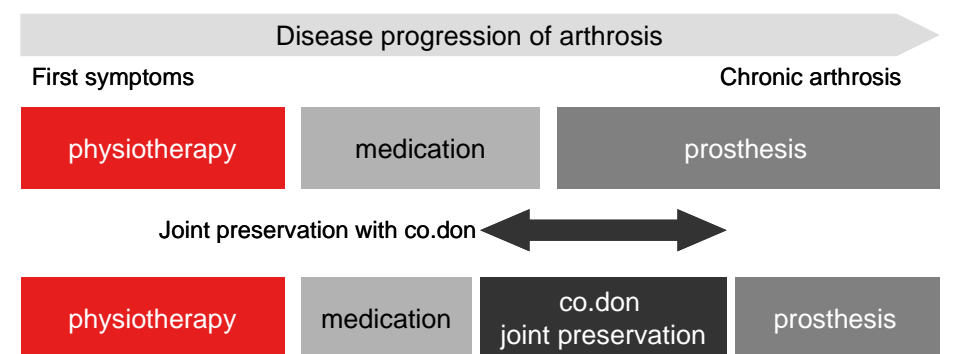 Disease progression of arthrosis
First symptoms
Chronic arthrosis
physiotherapy
medication
prosthesis
Joint preservation with co.don
physiotherapy
medication
co.don
joint preservation
prosthesis